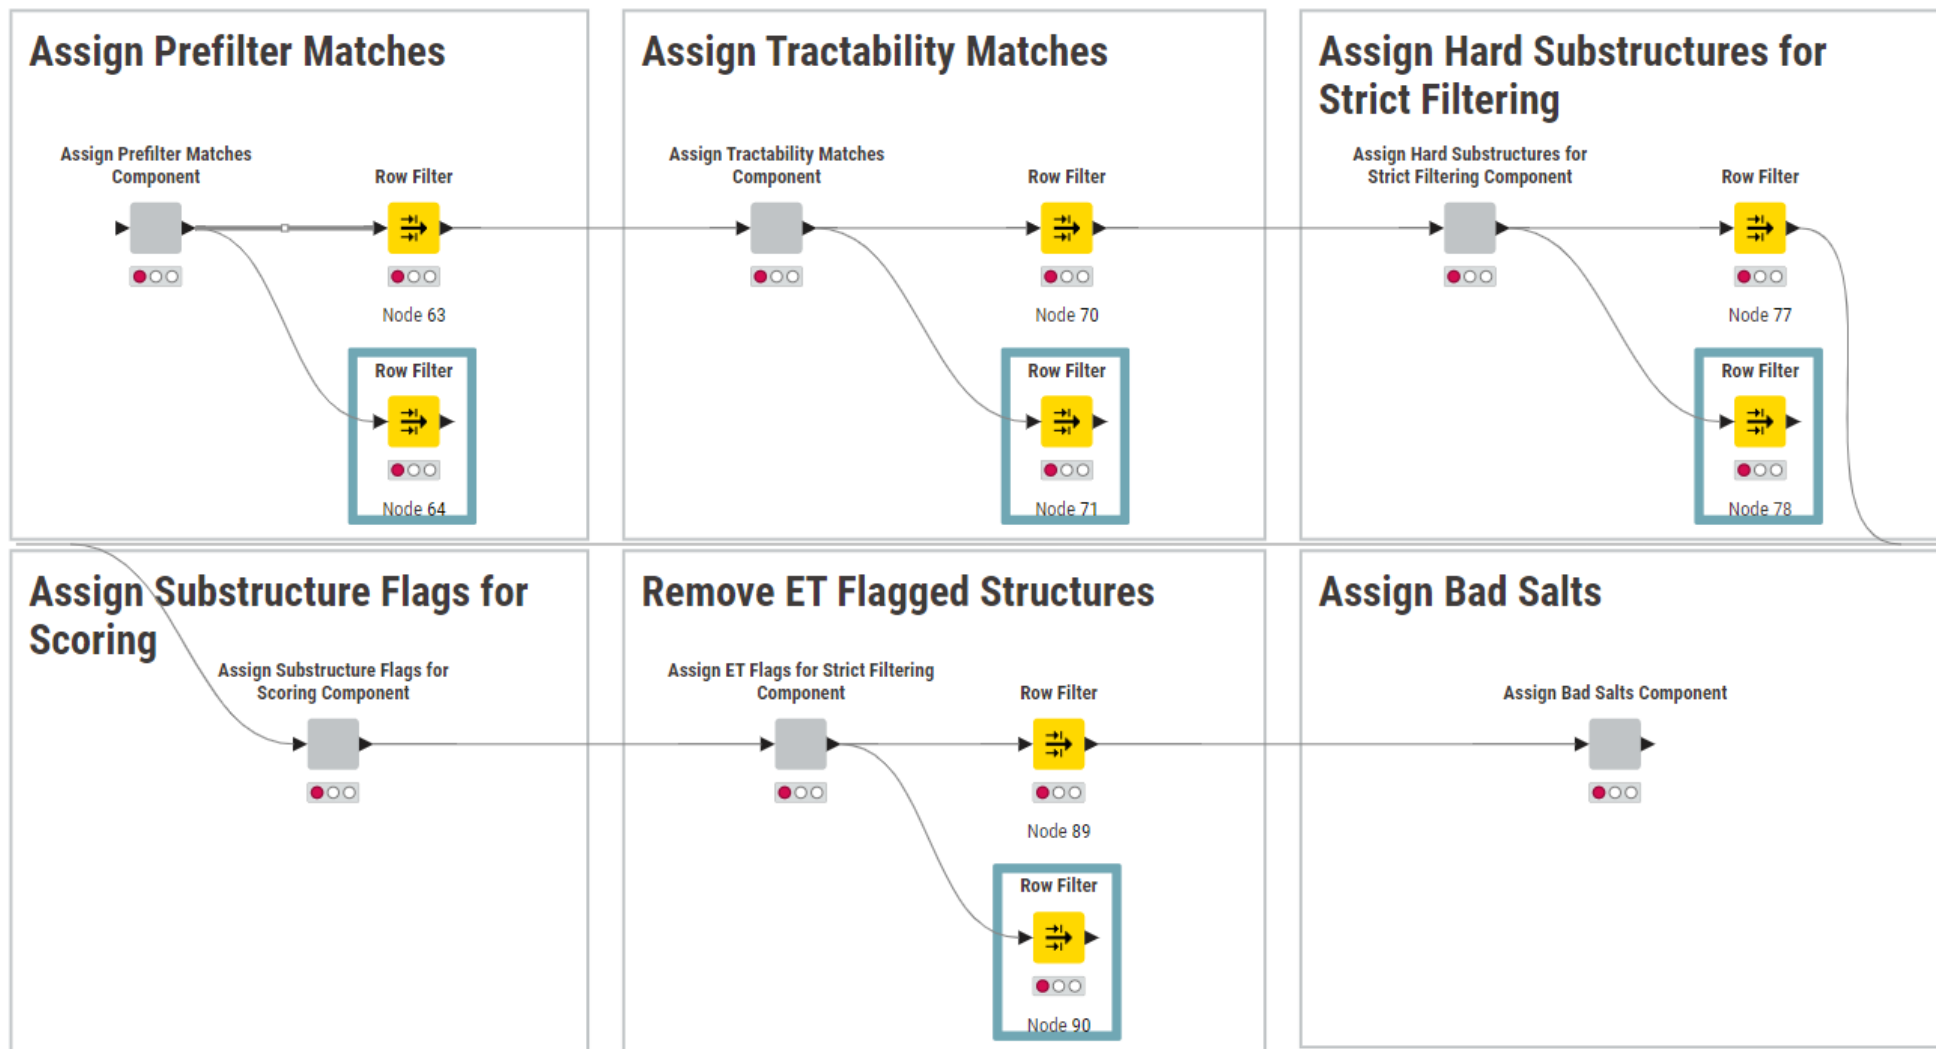 Assign Prefilter Matches
Assign Prefilter Matches
Component
Row Filter
Node 63
Row Filter
Node 64
Assign Tractability Matches
Assign Tractability Matches
Component
Row Filter
Node 70
Row Filter
Node 71
Assign Hard Substructures for
Strict Filtering
Assign Hard Substructures for
Strict Filtering Component
Row Filter
Node 77
Row Filter
Node 78
Assign Substructure Flags for
Scoring
Assign Substructure Flags for
Scoring Component
Remove ET Flagged Structures
Assign ET Flags for Strict Filtering
Component
Row Filter
Node 89
Row Filter
Node 90
Assign Bad Salts
Assign Bad Salts Component